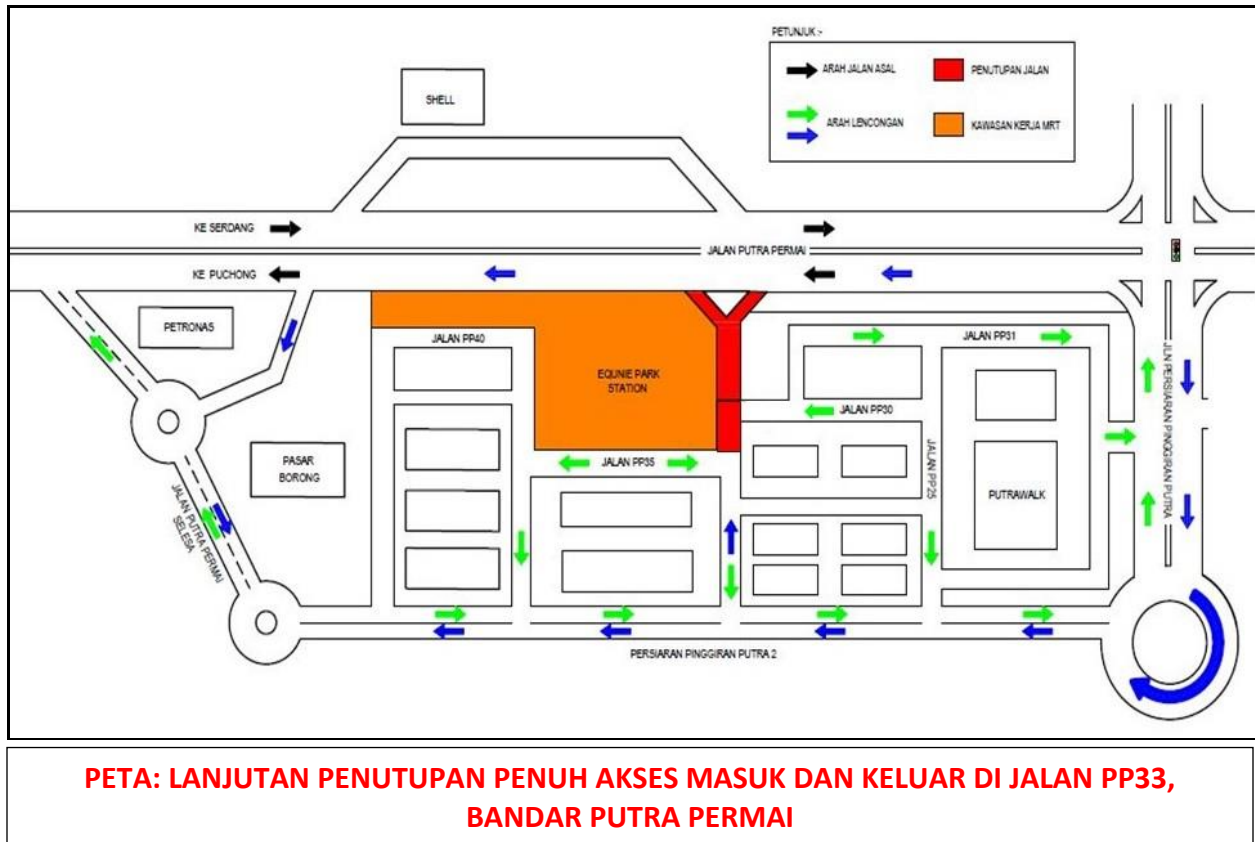 PETUNJUK :-
ARAH JALAN ASAL
PENUTUPAN JALAN
ARAH LENCONGAN
KAWASAN KERJA MRT
SHELL
KE SERDANG
JALAN PUTRA PERMAI
KE PUCHONG
PETRONAS
JALAN PP40
JALAN PP31
EQUNIE PARK
STATION
JALAN PP30
JALAN PP25
JLN PERSIARAN PINGGIRAN PUTRA
PASAR
BORONG
JALAN PP35
PUTRAWALK
JALAN PUTRA PERMAI
SELESA
PERSIARAN PINGGIRAN PUTRA 2
PETA: LANJUTAN PENUTUPAN PENUH AKSES MASUK DAN KELUAR DI JALAN PP33,
BANDAR PUTRA PERMAI